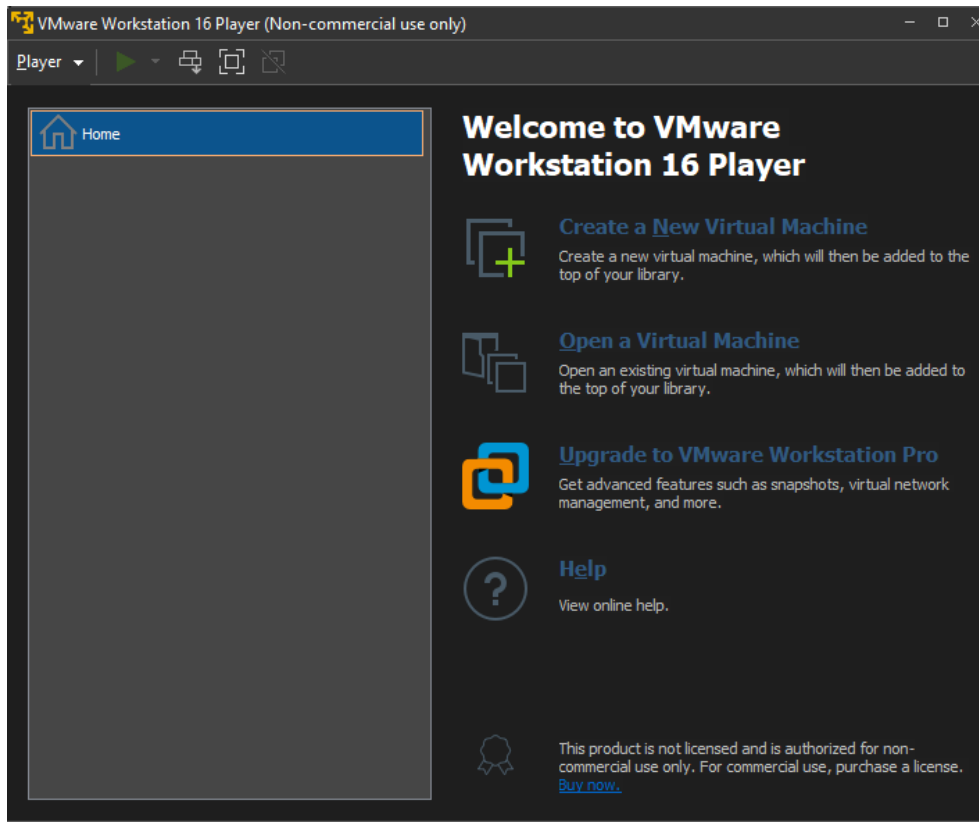 VMware Workstation 16 Player (Non-commercial use only)
Player
Home
Welcome to VMware
Workstation 16 Player
Create a New Virtual Machine
Create a new virtual machine, which will then be added to the
top of your library.
Open a Virtual Machine
Open an existing virtual machine, which will then be added to
the top of your library.
Upgrade to VMware Workstation Pro
Get advanced features such as snapshots, virtual network
management, and more.
Help
View online help.
This product is not licensed and is authorized for non-
commercial use only. For commercial use, purchase a license.
Buy now.